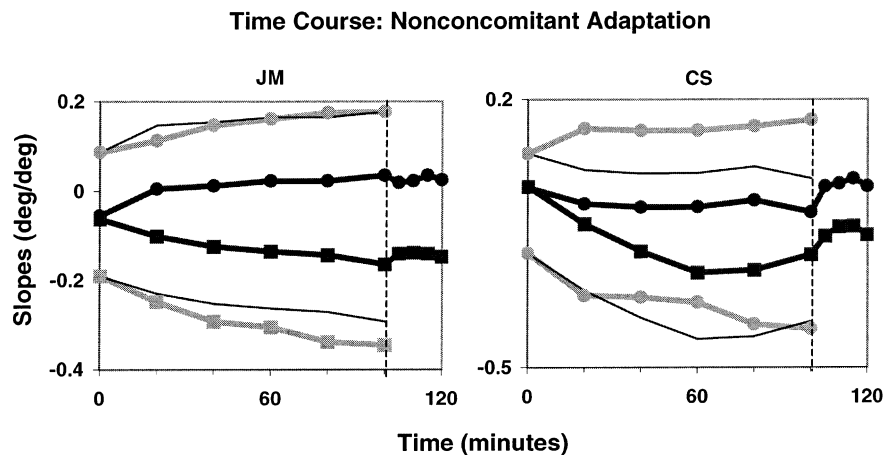 Time Course: Nonconcomitant Adaptation
JM
CS
Slopes (deg/deg)
0.2
0
-0.2
-0.4
0
60
120
0.2
-0.5
0
60
120
Time (minutes)